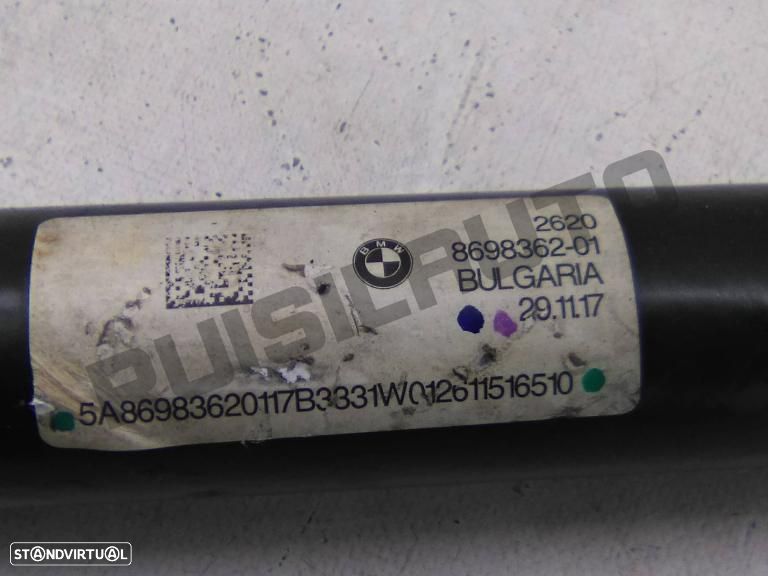 2620
BMW
8698362-01
BULGARIA
29.11.17
5A86983620117B3331W012611516510
RUISILAUTO
STANDVIRTUAL